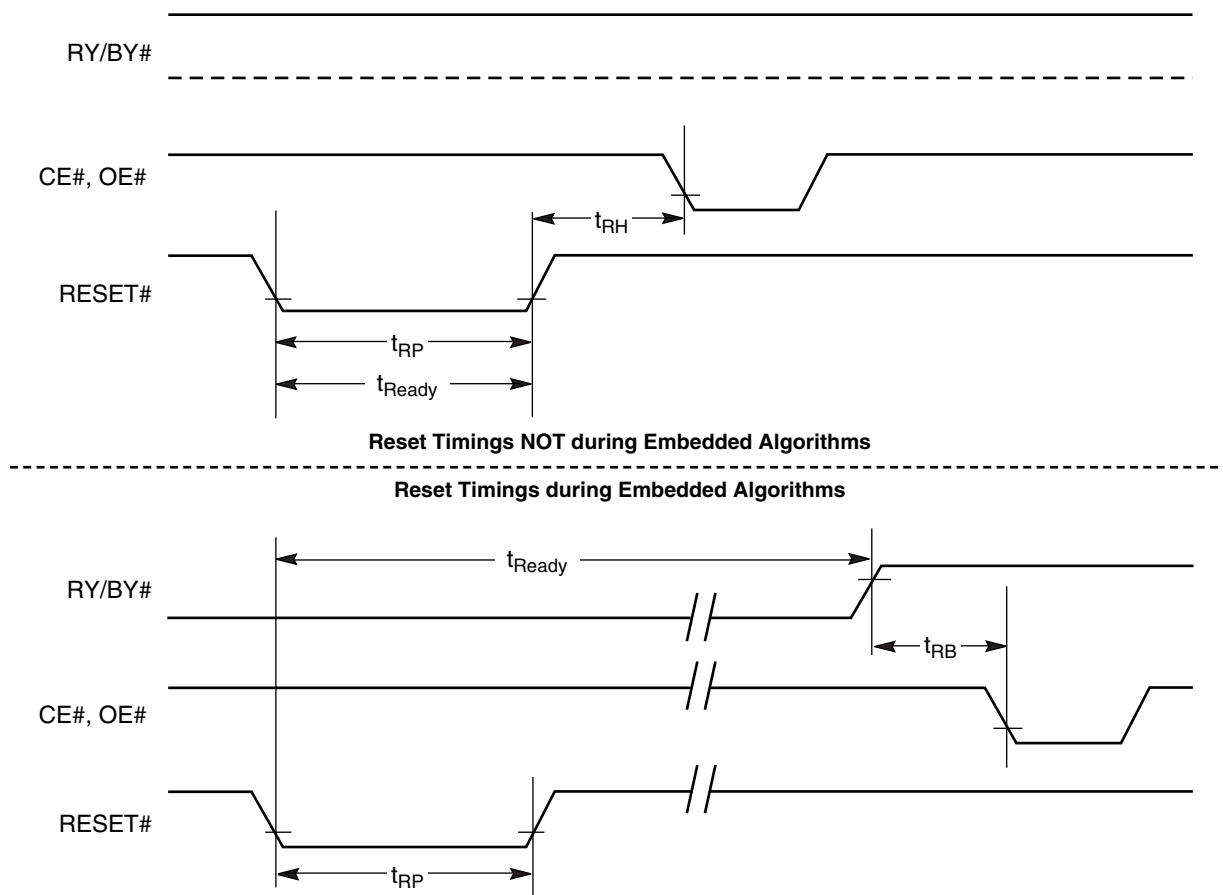 RY/BY#
CE#, OE#
tRH
RESET#
tRP
tReady
Reset Timings NOT during Embedded Algorithms
Reset Timings during Embedded Algorithms
tReady
RY/BY#
tRB
CE#, OE#
RESET#
tRP